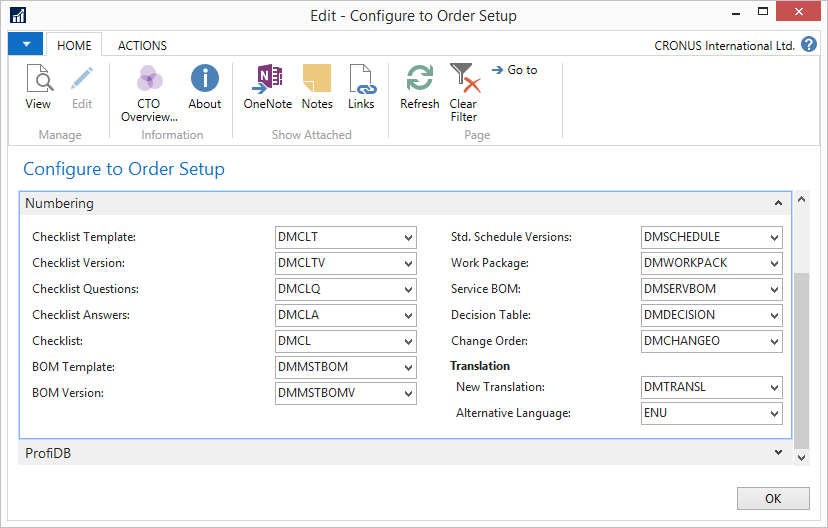 Edit - Configure to Order Setup
HOME ACTIONS
CRONUS International Ltd. ?
View
Edit
CTO Overview...
About
OneNote
Notes
Links
Refresh
Clear Filter
Go to
Manage
Information
Show Attached
Page
Configure to Order Setup
Numbering
Checklist Template: DMCLT
Checklist Version: DMCLTV
Checklist Questions: DMCLQ
Checklist Answers: DMCLA
Checklist: DMCL
BOM Template: DMMSTBOM
BOM Version: DMMSTBOMV
Std. Schedule Versions: DMSCHEDULE
Work Package: DMWORKPACK
Service BOM: DMSERVBOM
Decision Table: DMDECISION
Change Order: DMCHANGEO
Translation
New Translation: DMTRANSL
Alternative Language: ENU
ProfiDB
OK